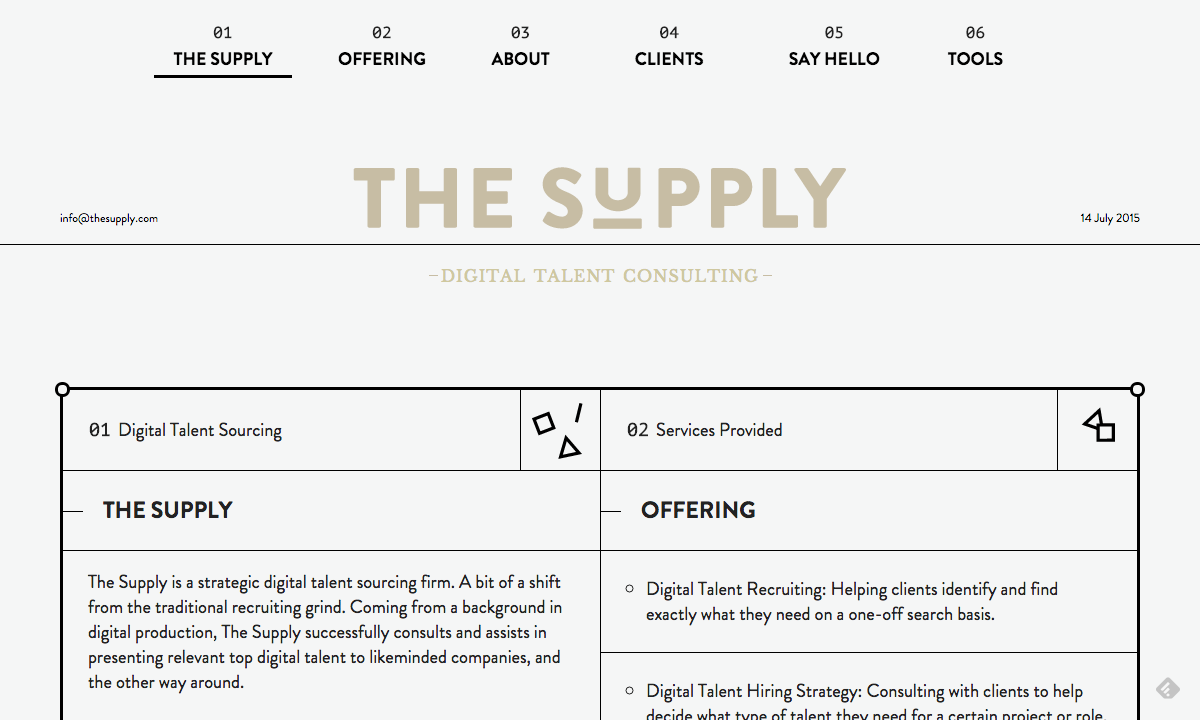 01
THE SUPPLY
02
OFFERING
03
ABOUT
04
CLIENTS
05
SAY HELLO
06
TOOLS
THE SUPPLY
info@thesupply.com
14 July 2015
–DIGITAL TALENT CONSULTING–
01 Digital Talent Sourcing
02 Services Provided
THE SUPPLY
OFFERING
The Supply is a strategic digital talent sourcing firm. A bit of a shift
from the traditional recruiting grind. Coming from a background in
digital production, The Supply successfully consults and assists in
presenting relevant top digital talent to likeminded companies, and
the other way around.
Digital Talent Recruiting: Helping clients identify and find
exactly what they need on a one-off search basis.
Digital Talent Hiring Strategy: Consulting with clients to help
decide what type of talent they need for a certain project or role.